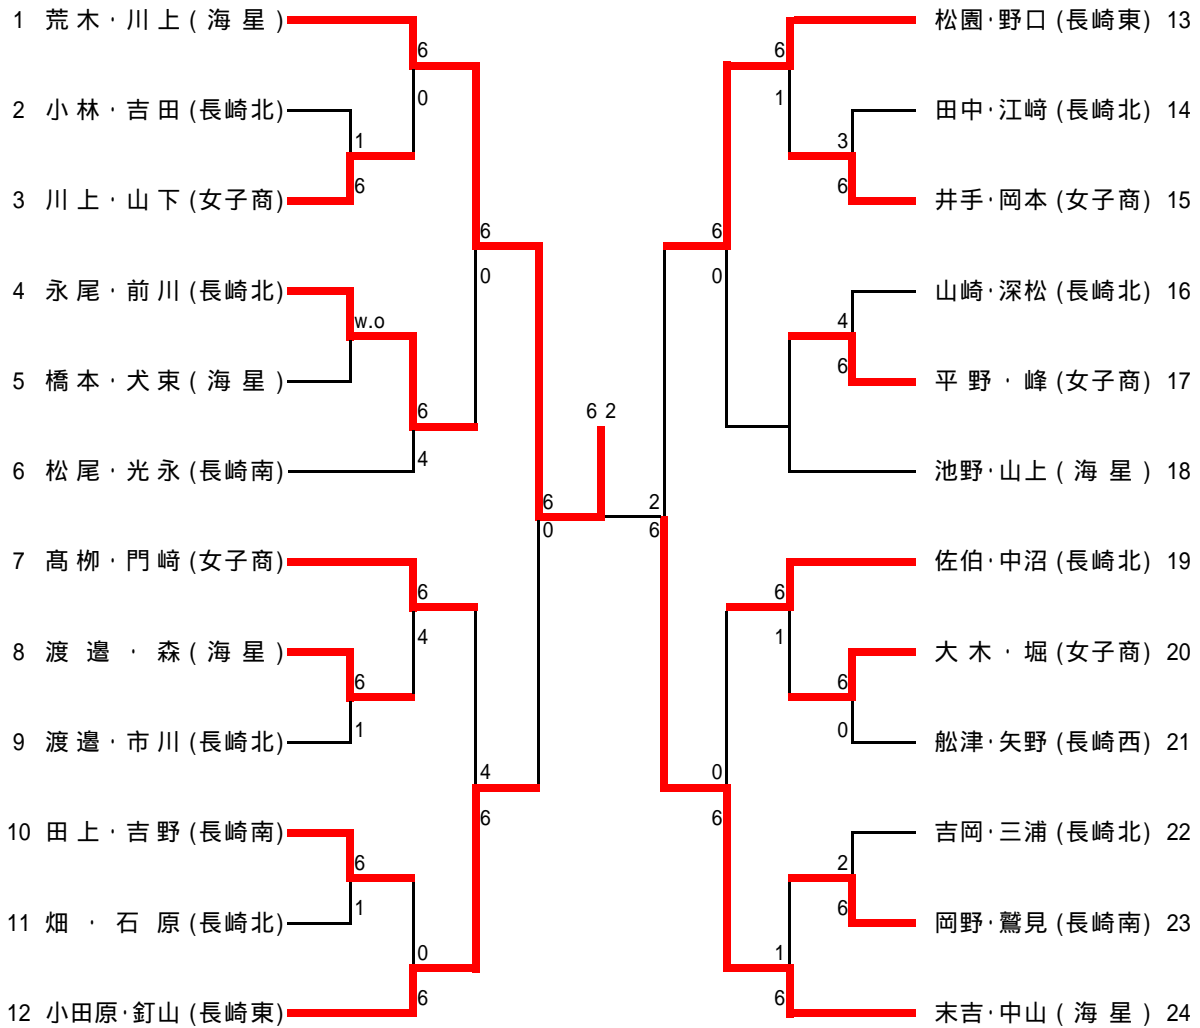 1 荒木・川上(海星)
6
0
2 小林・吉田(長崎北)
1
6
3 川上・山下(女子商)
6
0
4 永尾・前川(長崎北)
w.o
5 橋本・犬束(海星)
6
4
6 松尾・光永(長崎南)
6
0
7 髙栁・門﨑(女子商)
6
4
8 渡邉・森(海星)
6
1
9 渡邉・市川(長崎北)
4
6
10 田上・吉野(長崎南)
6
1
11 畑・石原(長崎北)
0
6
12 小田原・釘山(長崎東)
6 2
松園・野口(長崎東) 13
6
1
田中・江﨑(長崎北) 14
3
6
井手・岡本(女子商) 15
6
0
山崎・深松(長崎北) 16
4
6
平野・峰(女子商) 17
池野・山上(海星) 18
2
6
佐伯・中沼(長崎北) 19
6
1
大木・堀(女子商) 20
6
0
舩津・矢野(長崎西) 21
0
6
吉岡・三浦(長崎北) 22
2
6
岡野・鷲見(長崎南) 23
1
6
末吉・中山(海星) 24